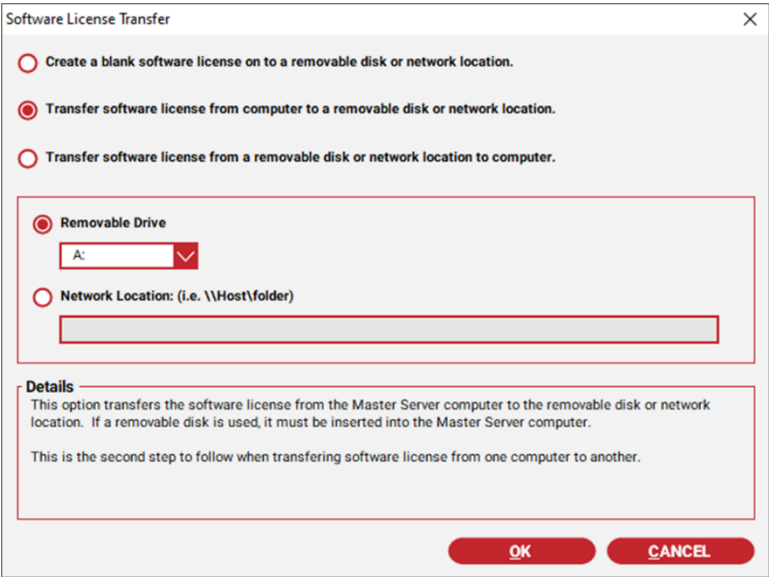 Software License Transfer
Create a blank software license on to a removable disk or network location.
Transfer software license from computer to a removable disk or network location.
Transfer software license from a removable disk or network location to computer.
Removable Drive
A:
Network Location: (i.e. \\Host\folder)
Details
This option transfers the software license from the Master Server computer to the removable disk or network
location.  If a removable disk is used, it must be inserted into the Master Server computer.
This is the second step to follow when transfering software license from one computer to another.
OK CANCEL